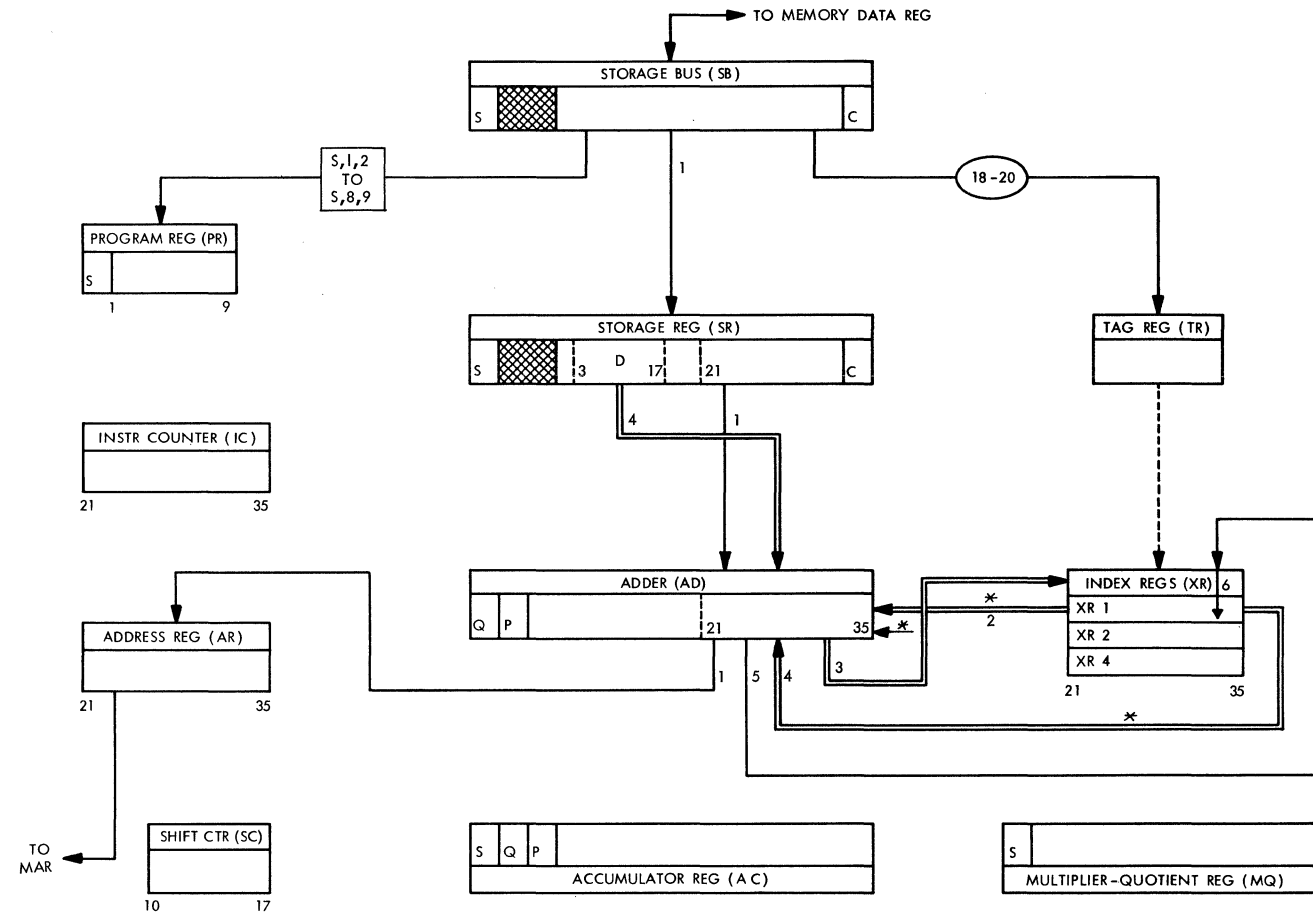 TO MEMORY DATA REG
STORAGE BUS (SB)
S
C
S,1,2
TO
S,8,9
1
18-20
PROGRAM REG (PR)
S
1 9
STORAGE REG (SR)
S 3 D 17 21 C
TAG REG (TR)
4 1
INSTR COUNTER (IC)
21 35
ADDER (AD)
Q P 21 35
*
*
2
INDEX REGS (XR) 6
XR 1
XR 2
XR 4
21 35
ADDRESS REG (AR)
21 35
1 5 4 3
*
TO
MAR
SHIFT CTR (SC)
10 17
S Q P
ACCUMULATOR REG (AC)
S
MULTIPLIER-QUOTIENT REG (MQ)